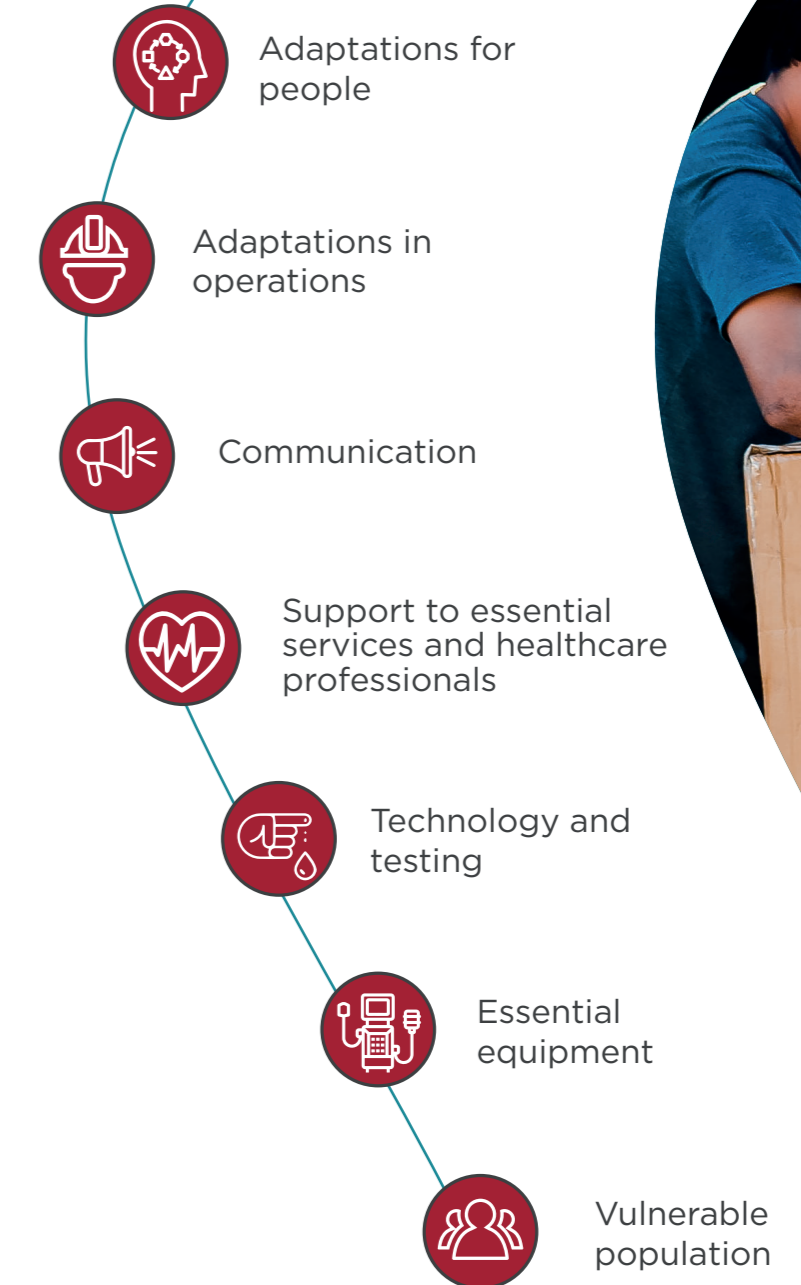 Adaptations for
people
Adaptations in
operations
Communication
Support to essential
services and healthcare
professionals
Technology and
testing
Essential
equipment
Vulnerable
population